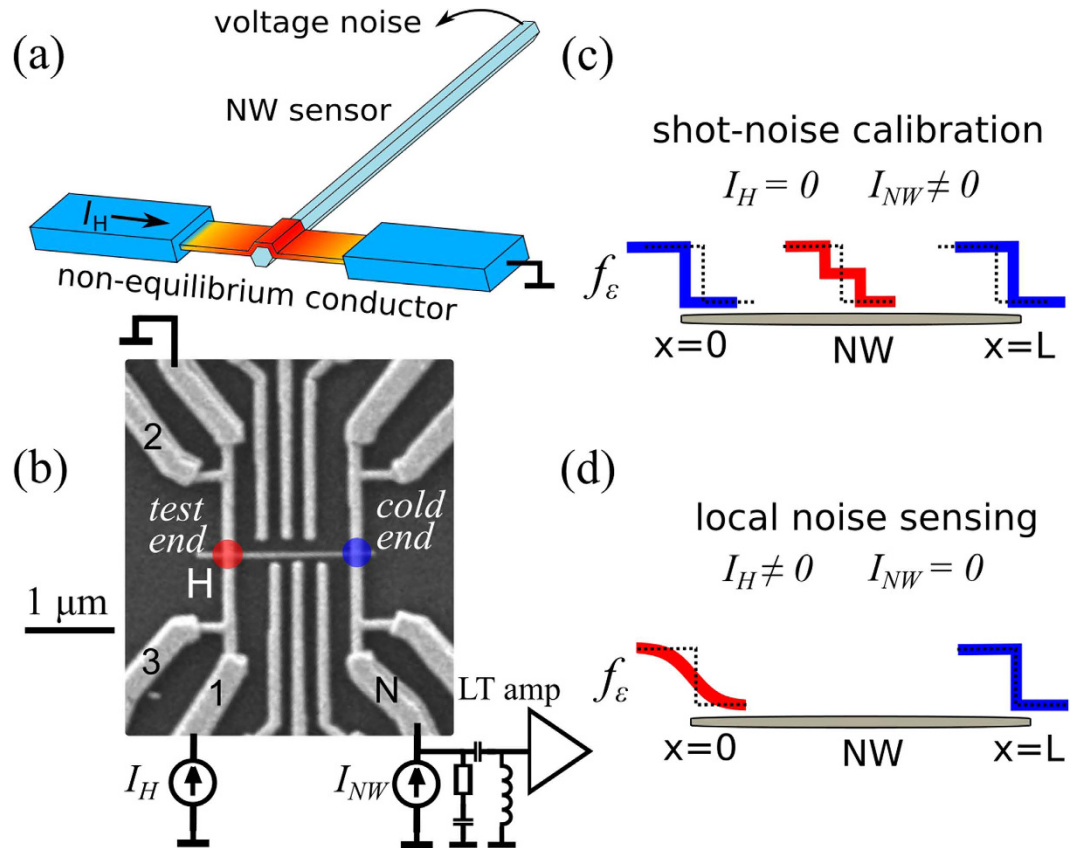 (a)
voltage noise
NW sensor
I_H
non-equilibrium conductor
(b)
2
test end
cold end
H
1 μm
3
1
N
LT amp
I_H
I_NW
(c)
shot-noise calibration
I_H = 0 I_NW ≠ 0
f_ε
x=0
NW
x=L
(d)
local noise sensing
I_H ≠ 0 I_NW = 0
f_ε
x=0
NW
x=L